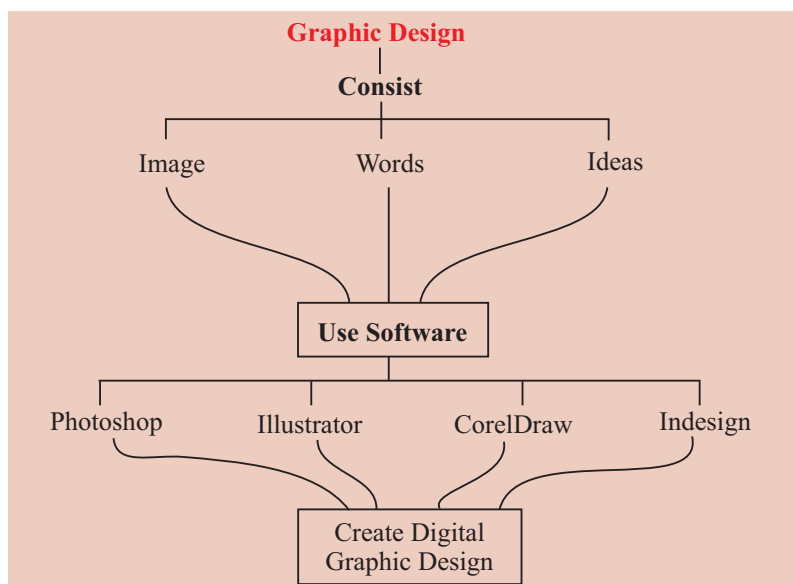 Graphic Design
Consist
Image Words Ideas
Use Software
Photoshop Illustrator CorelDraw Indesign
Create Digital
Graphic Design